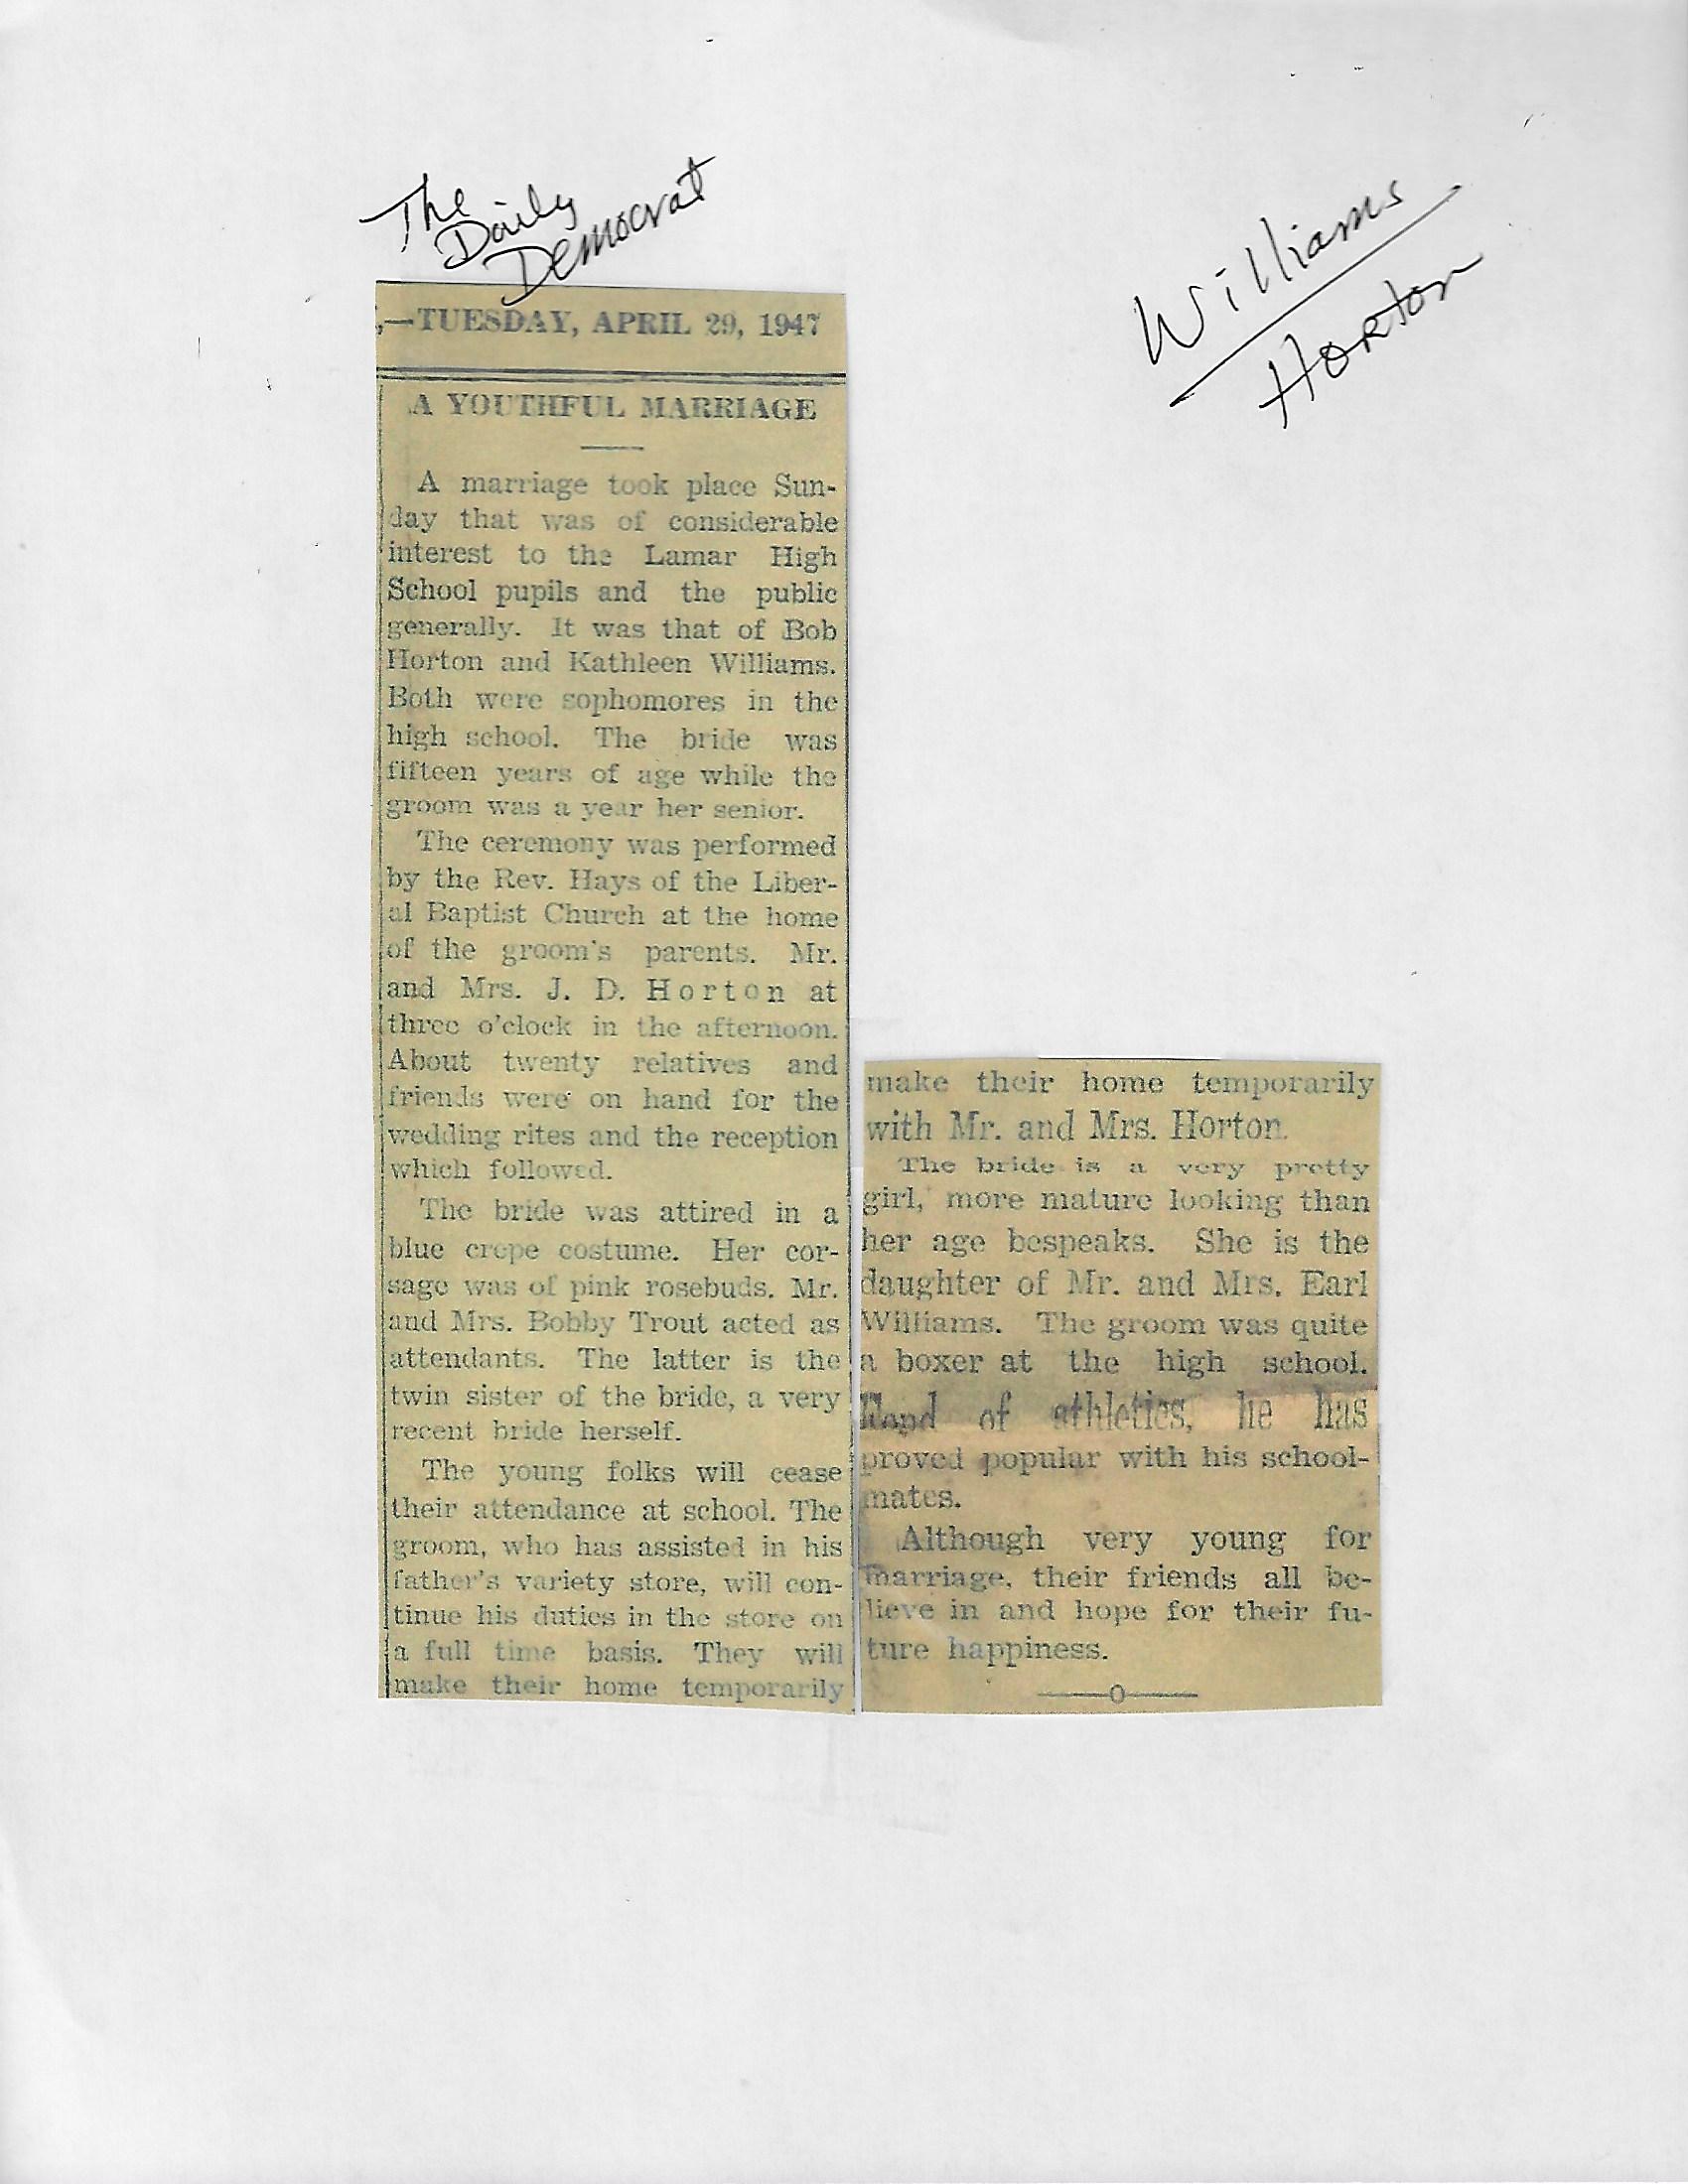 The
Daily
Democrat
Williams
Horton
,—TUESDAY, APRIL 29, 1947
A YOUTHFUL MARRIAGE
A marriage took place Sun-
day that was of considerable
interest to the Lamar High
School pupils and the public
generally. It was that of Bob
Horton and Kathleen Williams.
Both were sophomores in the
high school. The bride was
fifteen years of age while the
groom was a year her senior.
The ceremony was performed
by the Rev. Hays of the Liber-
al Baptist Church at the home
of the groom's parents. Mr.
and Mrs. J. D. Horton at
three o'clock in the afternoon.
About twenty relatives and
friends were on hand for the
wedding rites and the reception
which followed.
The bride was attired in a
blue crepe costume. Her cor-
sage was of pink rosebuds. Mr.
and Mrs. Bobby Trout acted as
attendants. The latter is the
twin sister of the bride, a very
recent bride herself.
The young folks will cease
their attendance at school. The
groom, who has assisted in his
father's variety store, will con-
tinue his duties in the store on
a full time basis. They will
make their home temporarily
make their home temporarily
with Mr. and Mrs. Horton.
The bride is a very pretty
girl, more mature looking than
her age bespeaks. She is the
daughter of Mr. and Mrs. Earl
Williams. The groom was quite
a boxer at the high school.
of athletics, he has
proved popular with his school-
mates.
Although very young for
marriage, their friends all be-
lieve in and hope for their fu-
ture happiness.
—O—